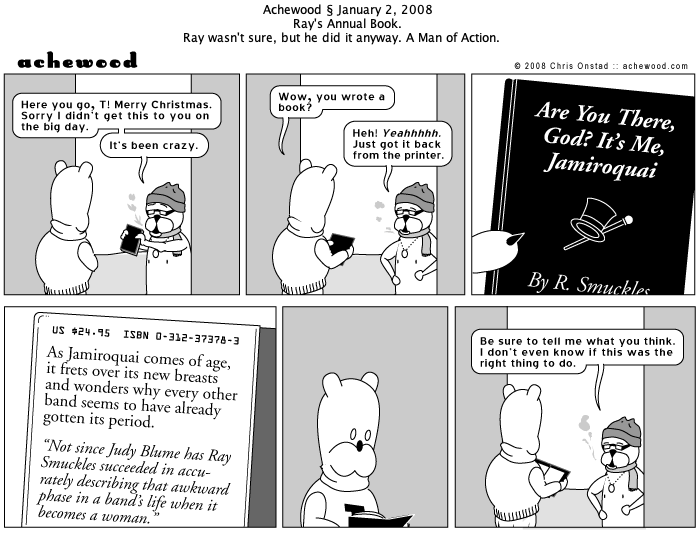 Achewood § January 2, 2008
Ray's Annual Book.
Ray wasn't sure, but he did it anyway. A Man of Action.
achewood
© 2008 Chris Onstad :: achewood.com
Here you go, T! Merry Christmas.
Sorry I didn't get this to you on
the big day.
It's been crazy.
Wow, you wrote a
book?
Heh! Yeahhhhh.
Just got it back
from the printer.
Are You There,
God? It's Me,
Jamiroquai
By R. Smuckles
US $24.95 ISBN 0-312-37378-3
As Jamiroquai comes of age,
it frets over its new breasts
and wonders why every other
band seems to have already
gotten its period.
“Not since Judy Blume has Ray
Smuckles succeeded in accu-
rately describing that awkward
phase in a band's life when it
becomes a woman.”
Be sure to tell me what you think.
I don't even know if this was the
right thing to do.